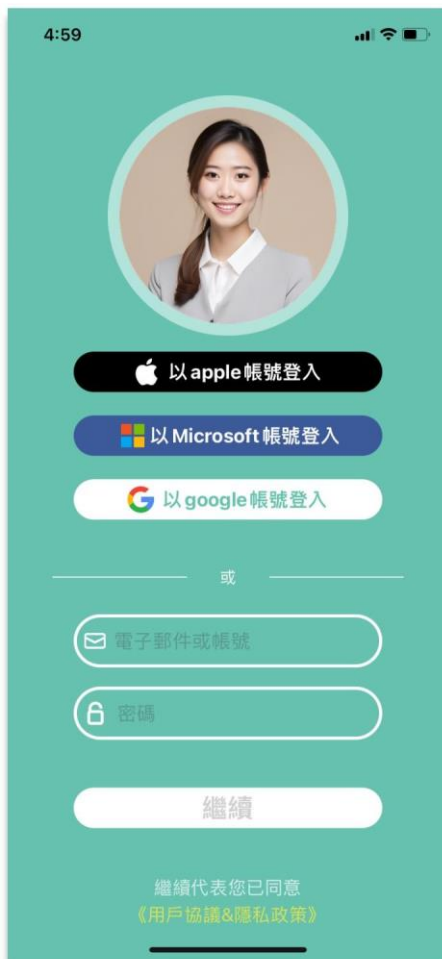 4:59
以apple帳號登入
以Microsoft帳號登入
以google帳號登入
或
電子郵件或帳號
密碼
繼續
繼續代表您已同意
《用戶協議&隱私政策》